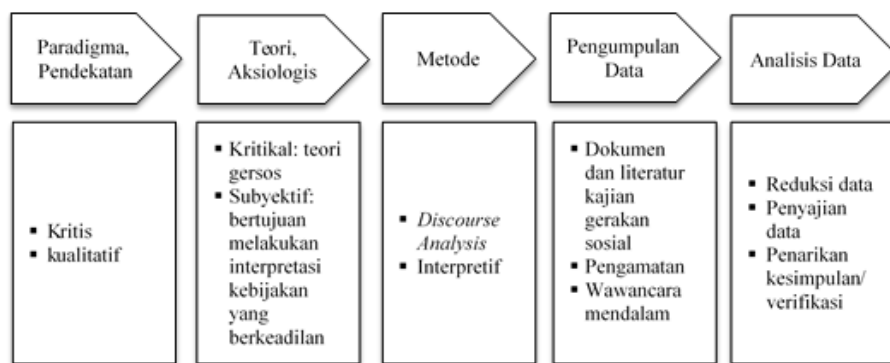 Paradigma,
Pendekatan
Teori,
Aksiologis
Metode
Pengumpulan
Data
Analisis Data
▪ Kritis
▪ kualitatif
▪ Kritikal: teori
gersos
▪ Subyektif:
bertujuan
melakukan
interpretasi
kebijakan
yang
berkeadilan
▪ Discourse
Analysis
▪ Interpretif
▪ Dokumen
dan literatur
kajian
gerakan
sosial
▪ Pengamatan
▪ Wawancara
mendalam
▪ Reduksi data
▪ Penyajian
data
▪ Penarikan
kesimpulan/
verifikasi